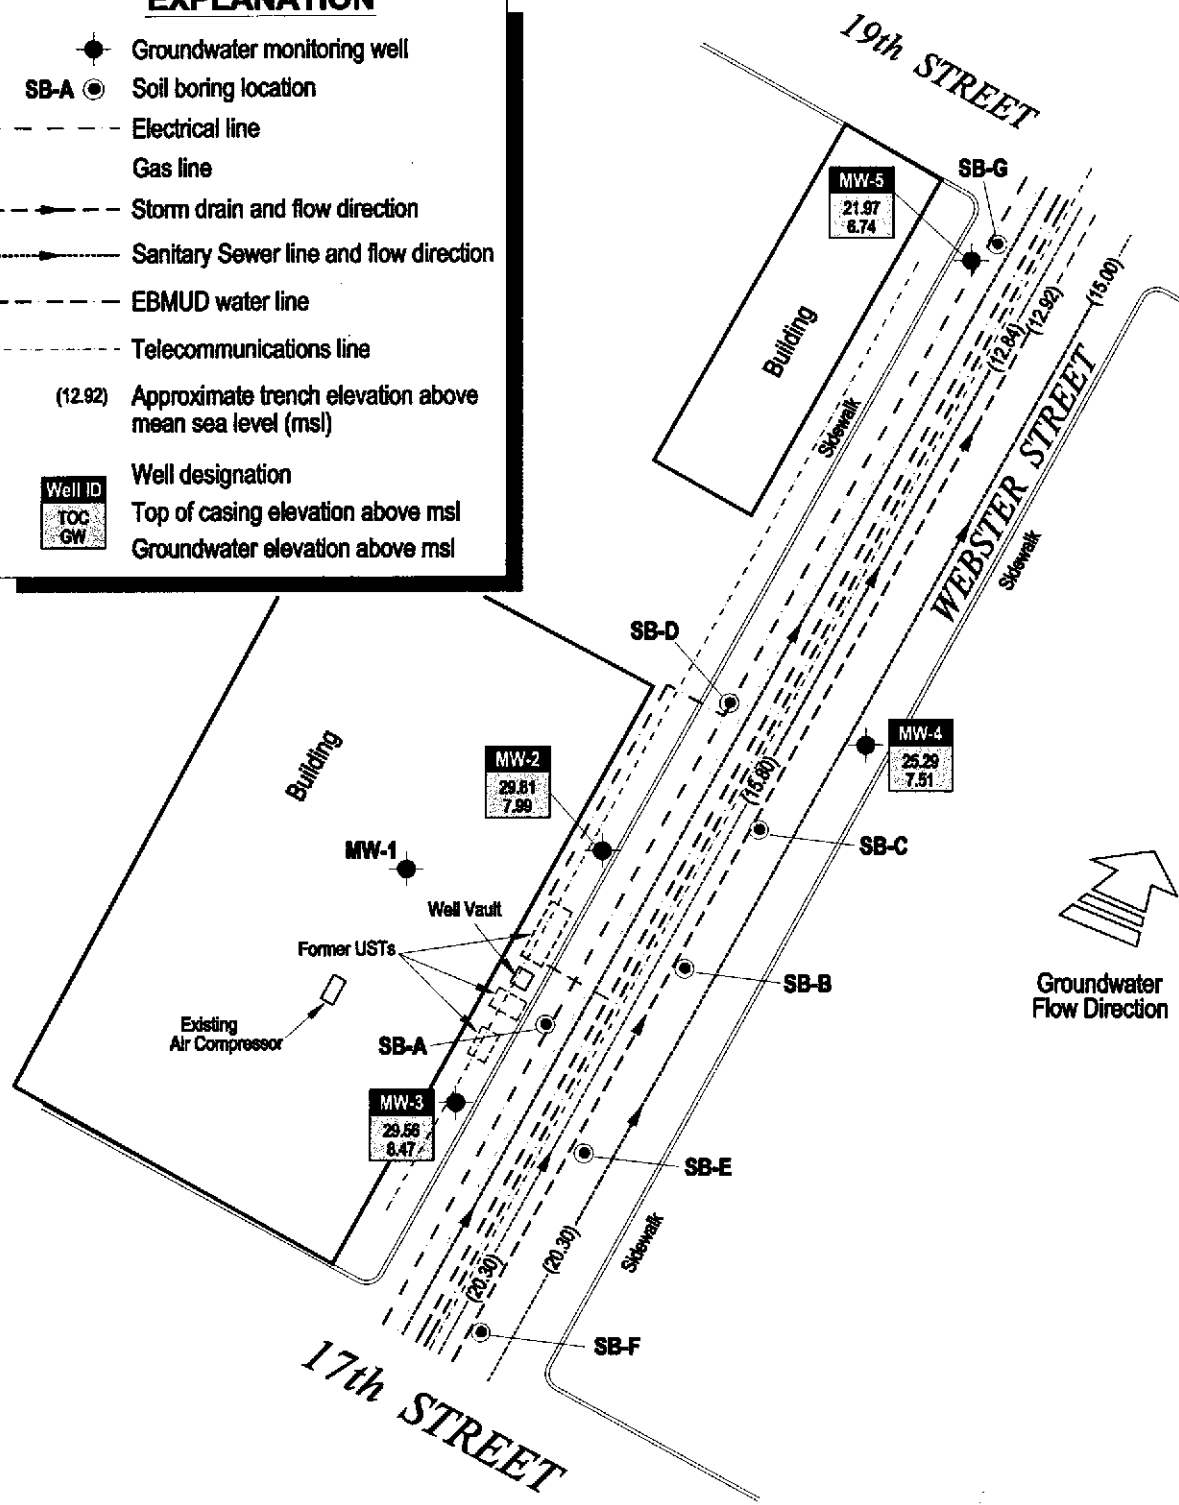 EXPLANATION
Groundwater monitoring well
SB-A Soil boring location
Electrical line
Gas line
Storm drain and flow direction
Sanitary Sewer line and flow direction
EBMUD water line
Telecommunications line
(12.92) Approximate trench elevation above
mean sea level (msl)
Well ID
TOC
GW
Well designation
Top of casing elevation above msl
Groundwater elevation above msl
19th STREET
SB-G
MW-5
21.97
6.74
Building
Sidewalk
(12.84)
(12.92)
(15.00)
WEBSTER STREET
Sidewalk
SB-D
MW-4
25.29
7.51
MW-2
29.81
7.99
(15.80)
SB-C
Building
MW-1
Well Vault
Former USTs
SB-B
Groundwater
Flow Direction
Existing
Air Compressor
SB-A
MW-3
29.56
8.47
SB-E
(20.30)
(20.30)
Sidewalk
SB-F
17th STREET